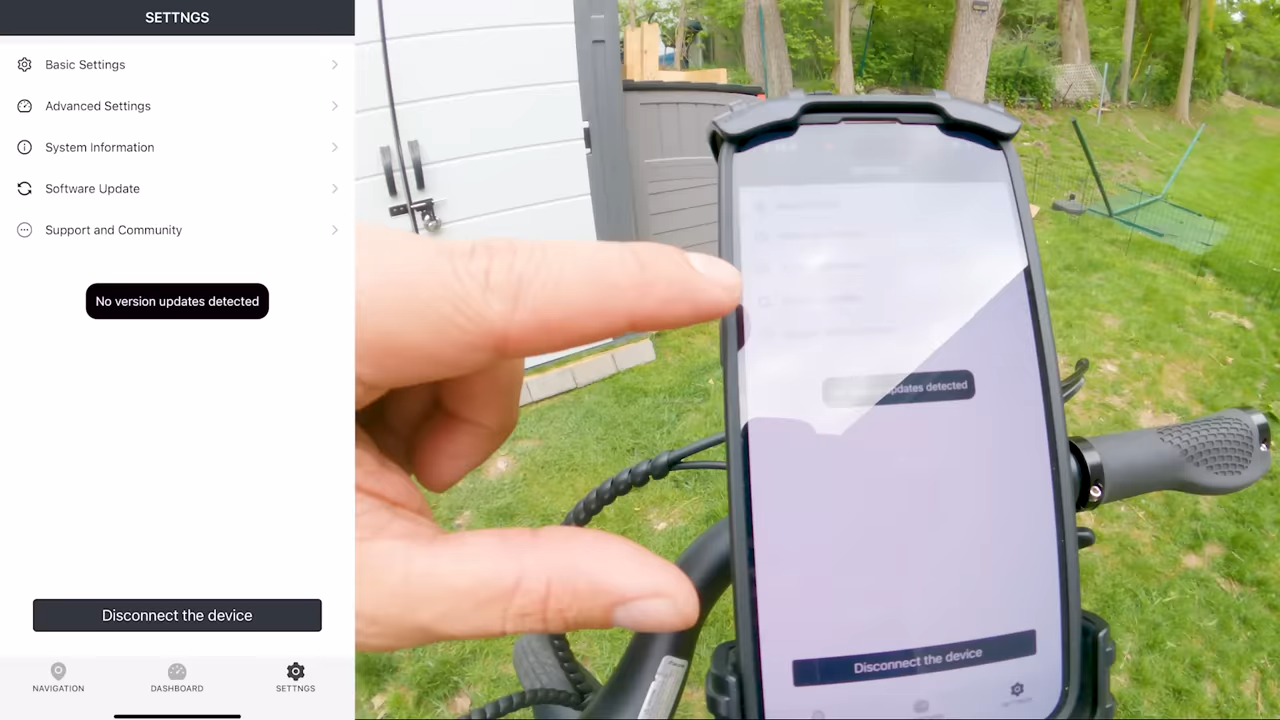 SETTNGS
Basic Settings
Advanced Settings
System Information
Software Update
Support and Community
No version updates detected
Disconnect the device
NAVIGATION
DASHBOARD
SETTNGS
updates detected
Disconnect the device